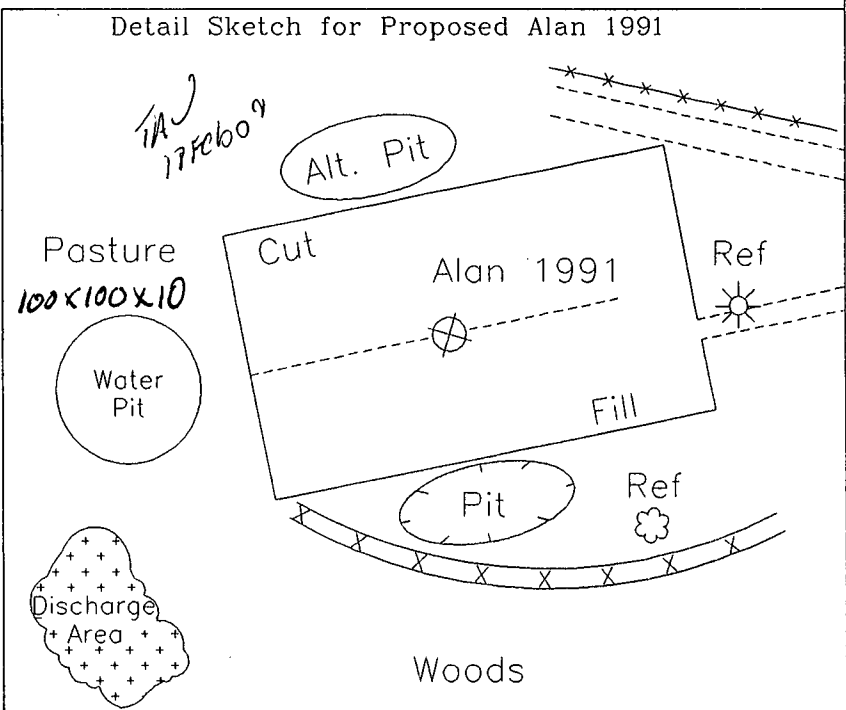 Detail Sketch for Proposed Alan 1991
Alt. Pit
Pasture
100x100x10
Cut
Alan 1991
Ref
Water
Pit
Fill
Pit
Ref
Discharge
Area
Woods